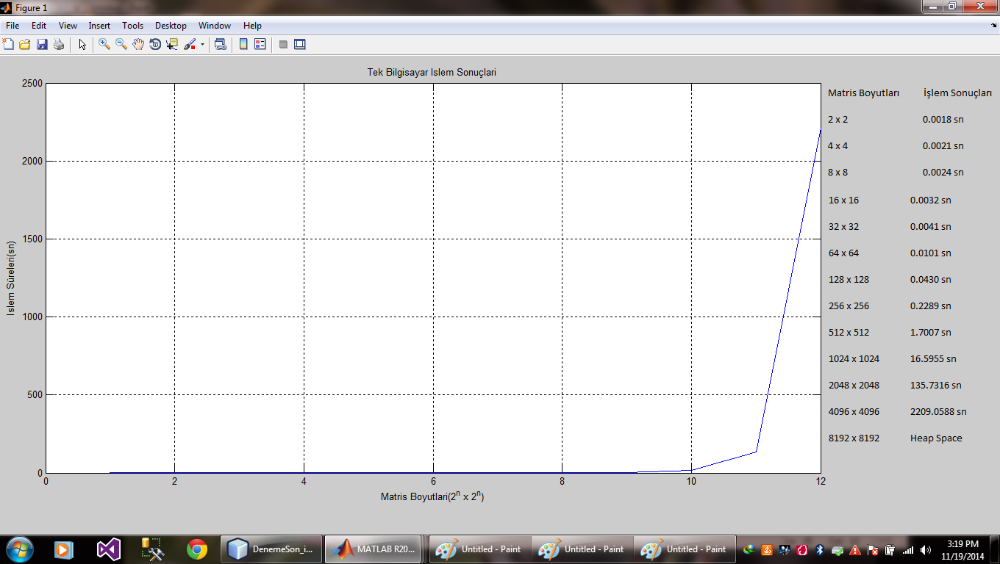 Figure 1
File Edit View Insert Tools Desktop Window Help
Tek Bilgisayar Islem Sonuçlari
2500
2000
1500
1000
500
0
Islem Süreleri(sn)
0 2 4 6 8 10 12
Matris Boyutlari(2^n x 2^n)
Matris Boyutları İşlem Sonuçları
2 x 2 0.0018 sn
4 x 4 0.0021 sn
8 x 8 0.0024 sn
16 x 16 0.0032 sn
32 x 32 0.0041 sn
64 x 64 0.0101 sn
128 x 128 0.0430 sn
256 x 256 0.2289 sn
512 x 512 1.7007 sn
1024 x 1024 16.5955 sn
2048 x 2048 135.7316 sn
4096 x 4096 2209.0588 sn
8192 x 8192 Heap Space
DenemeSon_i... MATLAB R20... Untitled - Paint Untitled - Paint Untitled - Paint
3:19 PM
11/19/2014